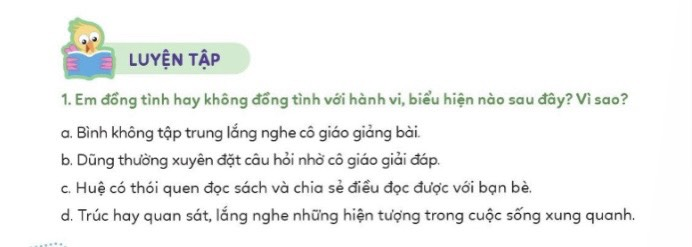 LUYỆN TẬP
1. Em đồng tình hay không đồng tình với hành vi, biểu hiện nào sau đây? Vì sao?
a. Bình không tập trung lắng nghe cô giáo giảng bài.
b. Dũng thường xuyên đặt câu hỏi nhờ cô giáo giải đáp.
c. Huệ có thói quen đọc sách và chia sẻ điều đọc được với bạn bè.
d. Trúc hay quan sát, lắng nghe những hiện tượng trong cuộc sống xung quanh.